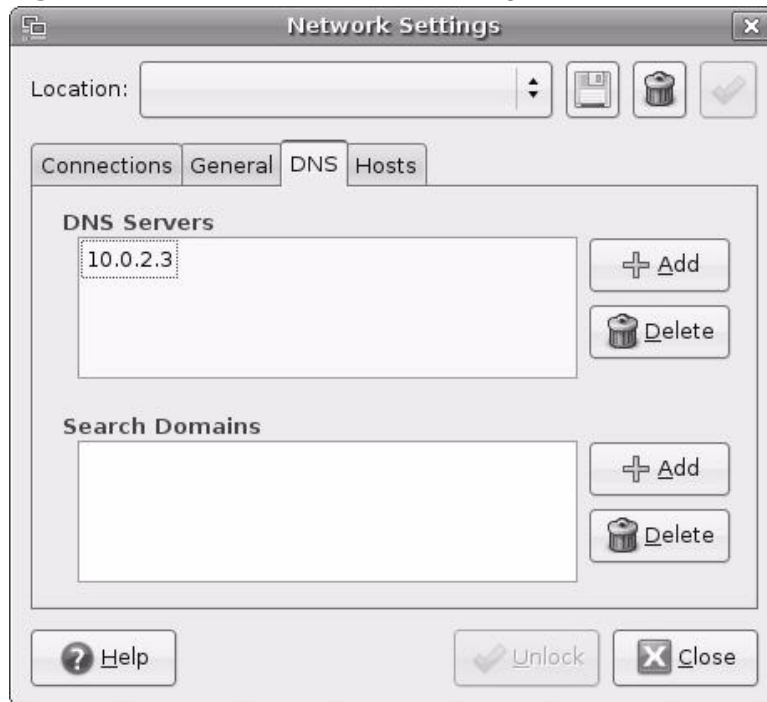 Network Settings
Location:
Connections General DNS Hosts
DNS Servers
10.0.2.3
Add
Delete
Search Domains
Add
Delete
Help
Unlock
Close